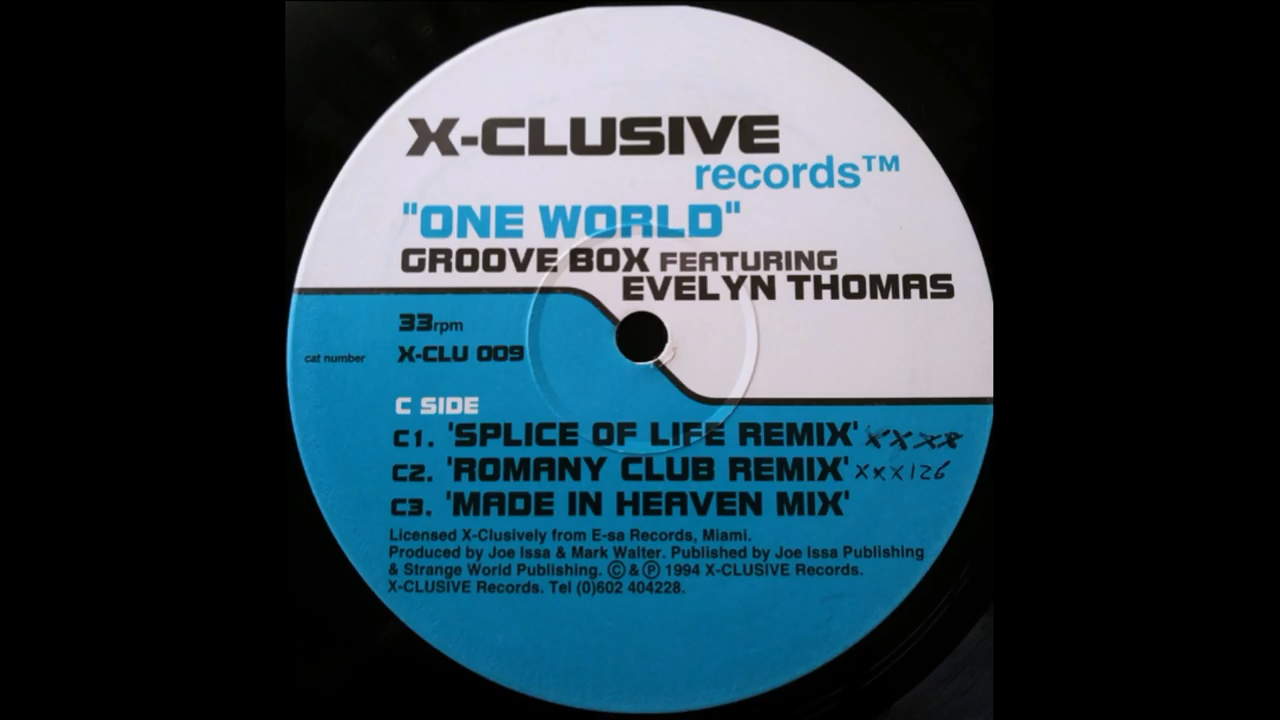 X-CLUSIVE
records™
"ONE WORLD"
GROOVE BOX FEATURING
EVELYN THOMAS
33rpm
cat number X-CLU 009
C SIDE
C1. 'SPLICE OF LIFE REMIX' XXXX
C2. 'ROMANY CLUB REMIX' XXX126
C3. 'MADE IN HEAVEN MIX'
Licensed X-Clusively from E-sa Records, Miami.
Produced by Joe Issa & Mark Walter. Published by Joe Issa Publishing
& Strange World Publishing. © & ℗ 1994 X-CLUSIVE Records.
X-CLUSIVE Records. Tel (0)602 404228.